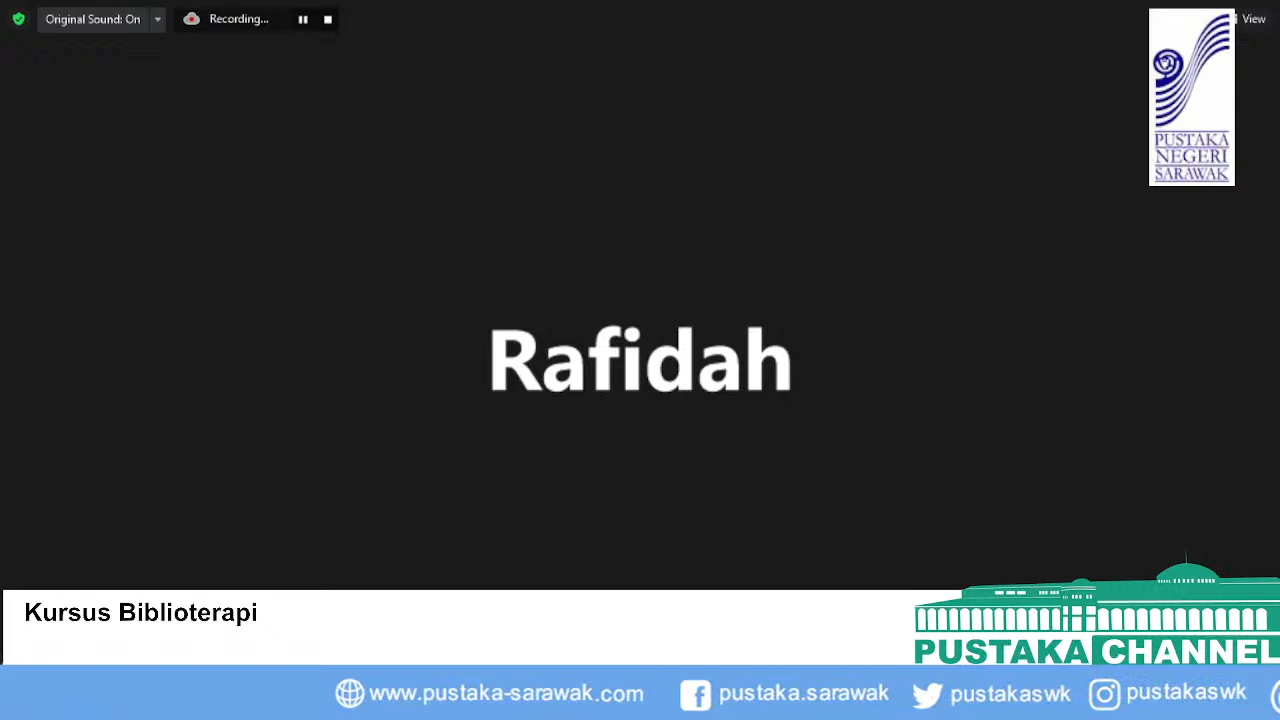 Original Sound: On
Recording...
View
PUSTAKA
NEGERI
SARAWAK
Rafidah
Kursus Biblioterapi
PUSTAKA CHANNEL
www.pustaka-sarawak.com pustaka.sarawak pustakaswk pustakaswk